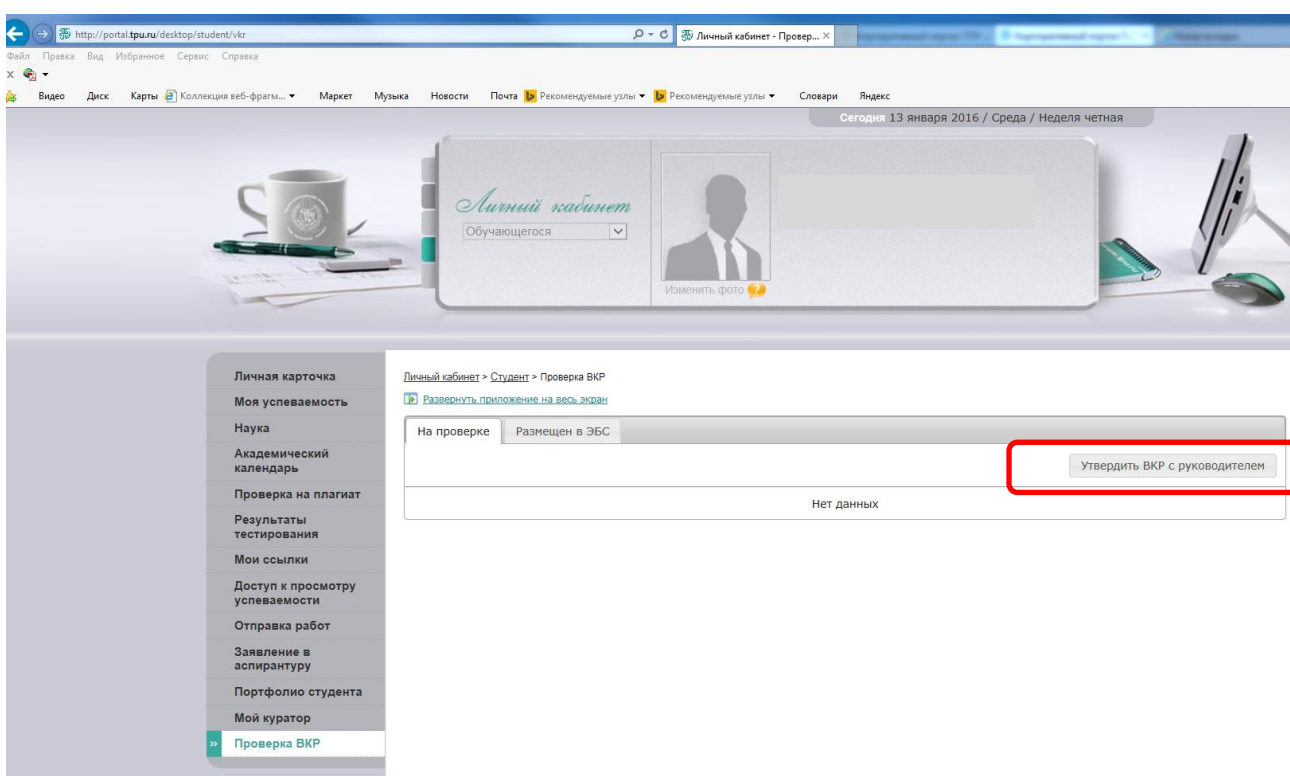 http://portal.tpu.ru/desktop/student/vkr
Личный кабинет - Провер... ×
Файл Правка Вид Избранное Сервис Справка
x
Видео Диск Карты Коллекция веб-фрагм... Маркет Музыка Новости Почта Рекомендуемые узлы Рекомендуемые узлы Словари Яндекс
Сегодня 13 января 2016 / Среда / Неделя четная
Личный кабинет
Обучающегося
Изменить фото
Личная карточка
Моя успеваемость
Наука
Академический
календарь
Проверка на плагиат
Результаты
тестирования
Мои ссылки
Доступ к просмотру
успеваемости
Отправка работ
Заявление в
аспирантуру
Портфолио студента
Мой куратор
» Проверка ВКР
Личный кабинет > Студент > Проверка ВКР
Развернуть приложение на весь экран
На проверке Размещен в ЭБС
Утвердить ВКР с руководителем
Нет данных